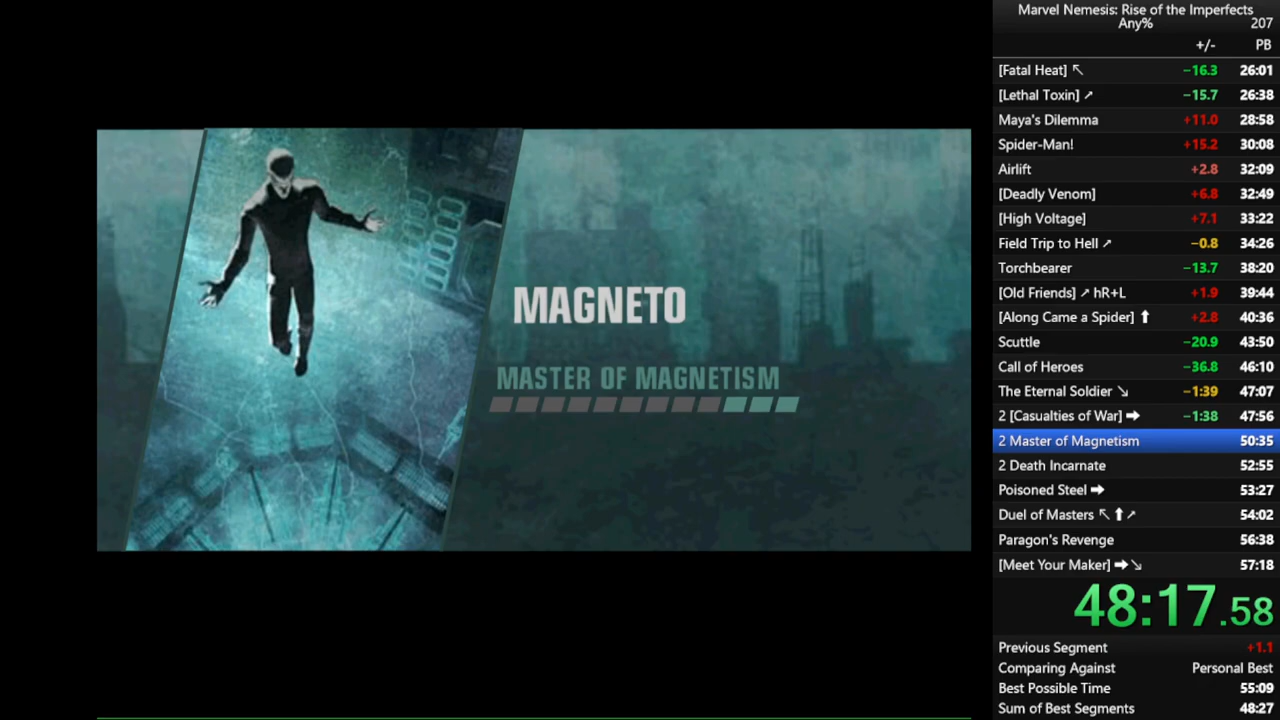 MAGNETO
MASTER OF MAGNETISM
Marvel Nemesis: Rise of the Imperfects
Any% 207
+/- PB
[Fatal Heat] ↖ −16.3 26:01
[Lethal Toxin] ↗ −15.7 26:38
Maya's Dilemma +11.0 28:58
Spider-Man! +15.2 30:08
Airlift +2.8 32:09
[Deadly Venom] +6.8 32:49
[High Voltage] +7.1 33:22
Field Trip to Hell ↗ −0.8 34:26
Torchbearer −13.7 38:20
[Old Friends] ↗ hR+L +1.9 39:44
[Along Came a Spider] ⬆ +2.8 40:36
Scuttle −20.9 43:50
Call of Heroes −36.8 46:10
The Eternal Soldier ↘ −1:39 47:07
2 [Casualties of War] ➡ −1:38 47:56
2 Master of Magnetism 50:35
2 Death Incarnate 52:55
Poisoned Steel ➡ 53:27
Duel of Masters ↖⬆↗ 54:02
Paragon's Revenge 56:38
[Meet Your Maker] ➡↘ 57:18
48:17.58
Previous Segment +1.1
Comparing Against Personal Best
Best Possible Time 55:09
Sum of Best Segments 48:27